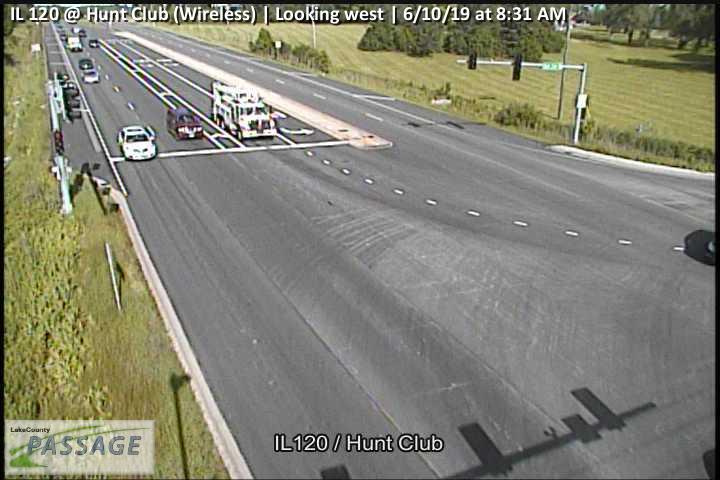 IL 120 @ Hunt Club (Wireless) | Looking west | 6/10/19 at 8:31 AM
IL120 / Hunt Club
LakeCounty
PASSAGE